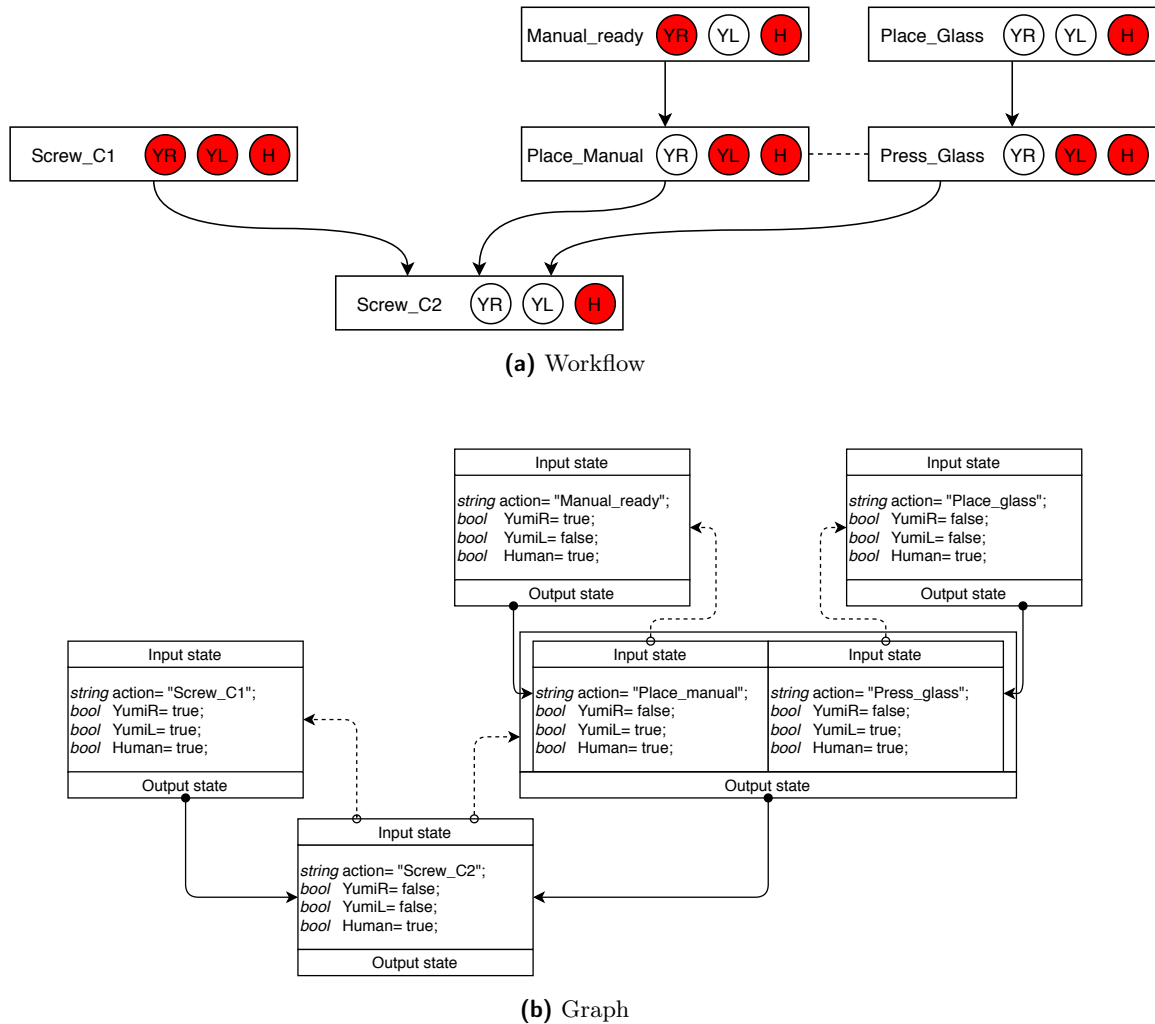 Manual_ready YR YL H
Place_Glass YR YL H
Screw_C1 YR YL H
Place_Manual YR YL H
Press_Glass YR YL H
Screw_C2 YR YL H
(a) Workflow
Input state
string action= "Manual_ready";
bool YumiR= true;
bool YumiL= false;
bool Human= true;
Output state
Input state
string action= "Place_glass";
bool YumiR= false;
bool YumiL= false;
bool Human= true;
Output state
Input state
string action= "Screw_C1";
bool YumiR= true;
bool YumiL= true;
bool Human= true;
Output state
Input state
string action= "Place_manual";
bool YumiR= false;
bool YumiL= true;
bool Human= true;
Input state
string action= "Press_glass";
bool YumiR= false;
bool YumiL= true;
bool Human= true;
Output state
Input state
string action= "Screw_C2";
bool YumiR= false;
bool YumiL= false;
bool Human= true;
Output state
(b) Graph